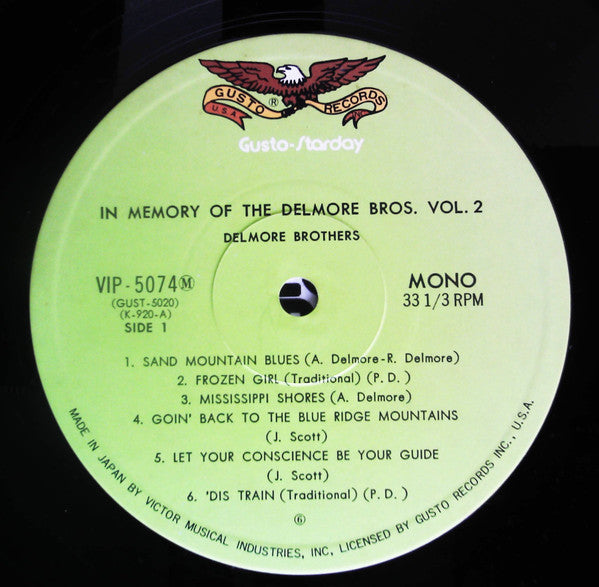 GUSTO ® RECORDS
U.S.A. INC.
Gusto-Starday
IN MEMORY OF THE DELMORE BROS. VOL. 2
DELMORE BROTHERS
VIP-5074Ⓜ
(GUST-5020)
(K-920-A)
SIDE 1
MONO
33 1/3 RPM
1. SAND MOUNTAIN BLUES (A. Delmore-R. Delmore)
2. FROZEN GIRL (Traditional) (P.D.)
3. MISSISSIPPI SHORES (A. Delmore)
4. GOIN' BACK TO THE BLUE RIDGE MOUNTAINS
(J. Scott)
5. LET YOUR CONSCIENCE BE YOUR GUIDE
(J. Scott)
6. 'DIS TRAIN (Traditional) (P.D.)
⑥
MADE IN JAPAN BY VICTOR MUSICAL INDUSTRIES, INC, LICENSED BY GUSTO RECORDS INC., U.S.A.